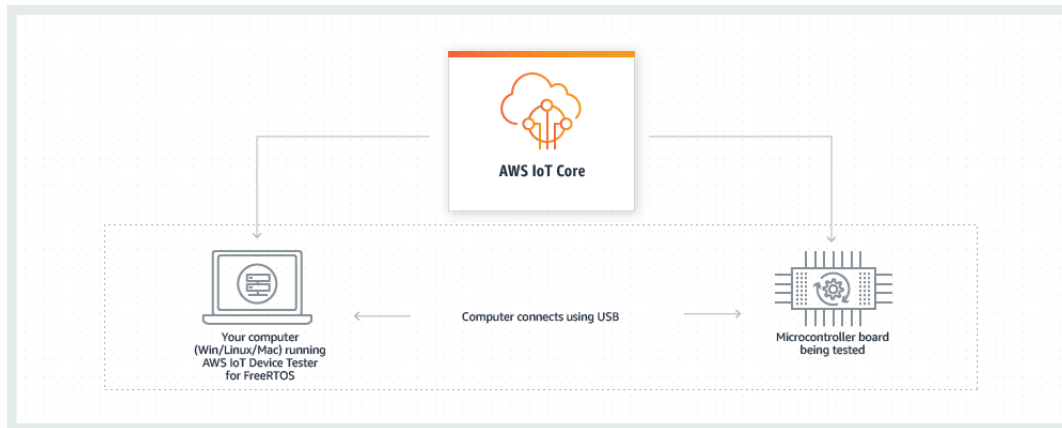 AWS IoT Core
Computer connects using USB
Your computer
(Win/Linux/Mac) running
AWS IoT Device Tester
for FreeRTOS
Microcontroller board
being tested